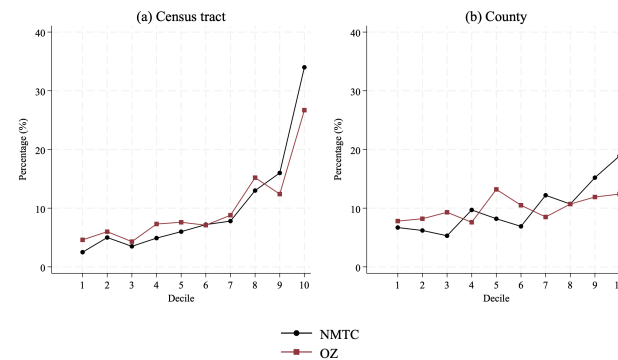 (a) Census tract
(b) County
40
30
20
10
0
Percentage (%)
1 2 3 4 5 6 7 8 9 10
Decile
40
30
20
10
0
Percentage (%)
1 2 3 4 5 6 7 8 9
Decile
NMTC
OZ